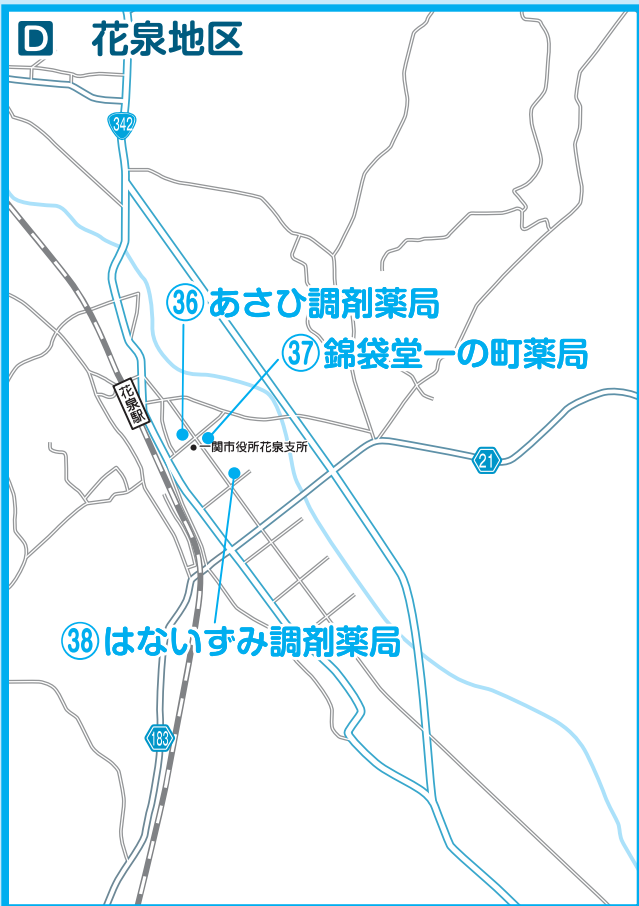 D 花泉地区
342
㊱あさひ調剤薬局
㊲錦袋堂一の町薬局
花泉駅
一関市役所花泉支所
21
㊳はないずみ調剤薬局
183